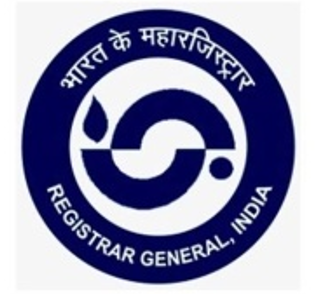 भारत के महारजिस्ट्रार
REGISTRAR GENERAL, INDIA